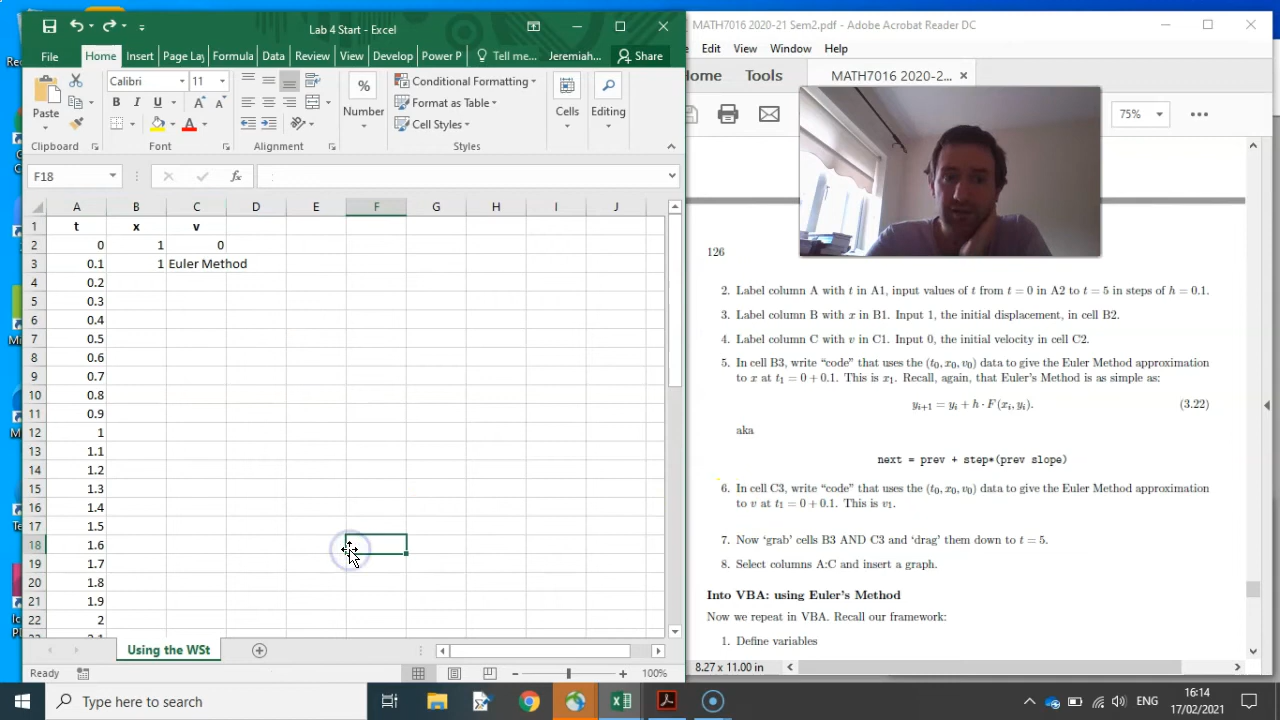 Lab 4 Start - Excel
File Home Insert Page Lay Formula Data Review View Develop Power P Tell me... Jeremiah... Share
Calibri 11
Paste
Clipboard
B I U
Font
Alignment
% Number
Conditional Formatting
Format as Table
Cell Styles
Styles
Cells
Editing
F18
fx
A B C D E F G H I J
1 t x v
2 0 1 0
3 0.1 1 Euler Method
4 0.2
5 0.3
6 0.4
7 0.5
8 0.6
9 0.7
10 0.8
11 0.9
12 1
13 1.1
14 1.2
15 1.3
16 1.4
17 1.5
18 1.6
19 1.7
20 1.8
21 1.9
22 2
Using the WSt
Ready
100%
MATH7016 2020-21 Sem2.pdf - Adobe Acrobat Reader DC
Edit View Window Help
ome Tools MATH7016 2020-2...
75%
126
2. Label column A with t in A1, input values of t from t = 0 in A2 to t = 5 in steps of h = 0.1.
3. Label column B with x in B1. Input 1, the initial displacement, in cell B2.
4. Label column C with v in C1. Input 0, the initial velocity in cell C2.
5. In cell B3, write “code” that uses the (t₀, x₀, v₀) data to give the Euler Method approximation
to x at t₁ = 0 + 0.1. This is x₁. Recall, again, that Euler’s Method is as simple as:
yᵢ₊₁ = yᵢ + h · F(xᵢ, yᵢ). (3.22)
aka
next = prev + step*(prev slope)
6. In cell C3, write “code” that uses the (t₀, x₀, v₀) data to give the Euler Method approximation
to v at t₁ = 0 + 0.1. This is v₁.
7. Now ‘grab’ cells B3 AND C3 and ‘drag’ them down to t = 5.
8. Select columns A:C and insert a graph.
Into VBA: using Euler’s Method
Now we repeat in VBA. Recall our framework:
1. Define variables
8.27 x 11.00 in
Type here to search
ENG
16:14
17/02/2021